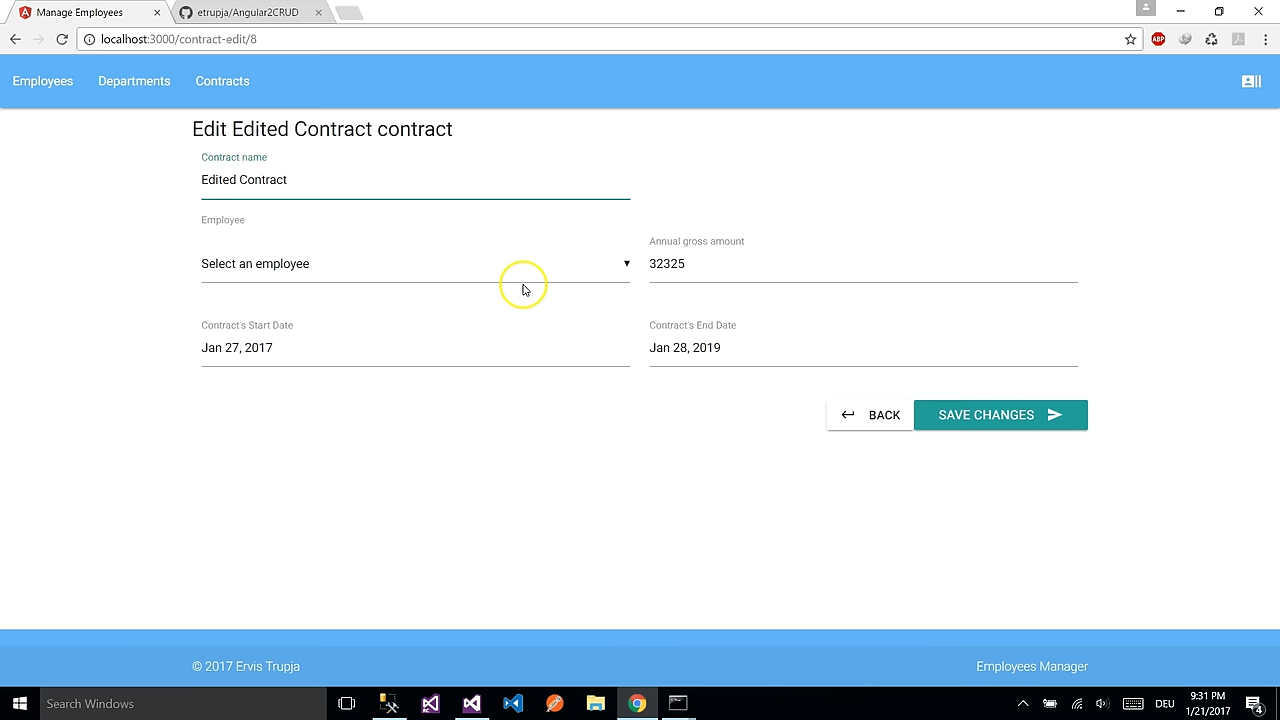 Manage Employees
etrupja/Angular2CRUD
localhost:3000/contract-edit/8
ABP
Employees
Departments
Contracts
Edit Edited Contract contract
Contract name
Edited Contract
Employee
Select an employee
Annual gross amount
32325
Contract's Start Date
Jan 27, 2017
Contract's End Date
Jan 28, 2019
BACK
SAVE CHANGES
© 2017 Ervis Trupja
Employees Manager
Search Windows
DEU
9:31 PM
1/21/2017
4